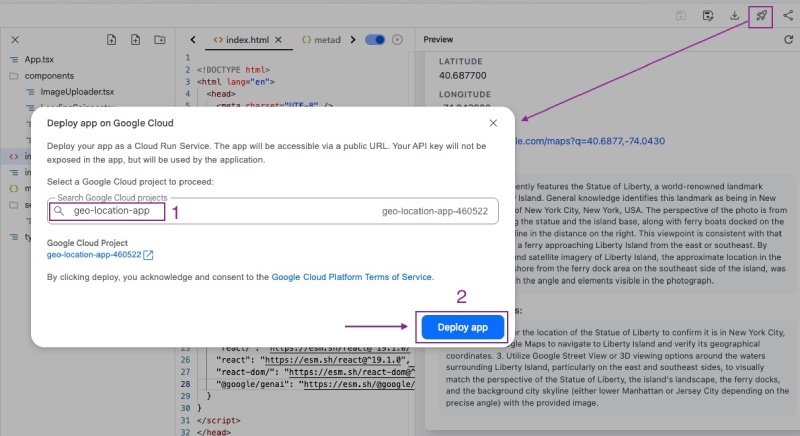 App.tsx
components
ImageUploader.tsx
index.html
metad
Preview
1
2
<!DOCTYPE html>
3
<html lang="en">
4
<head>
5
<meta charset="UTF-8" />
LATITUDE
40.687700
LONGITUDE
Deploy app on Google Cloud
Deploy your app as a Cloud Run Service. The app will be accessible via a public URL. Your API key will not be
exposed in the app, but will be used by the application.
Select a Google Cloud project to proceed:
Search Google Cloud projects
geo-location-app
1
geo-location-app-460522
Google Cloud Project
geo-location-app-460522
By clicking deploy, you acknowledge and consent to the Google Cloud Platform Terms of Service.
2
Deploy app
gle.com/maps?q=40.6877,-74.0430
ently features the Statue of Liberty, a world-renowned landmark
Island. General knowledge identifies this landmark as being in New
of New York City, New York, USA. The perspective of the photo is from
the statue and the island base, along with ferry boats docked on the
line in the distance on the right. This viewpoint is consistent with that
a ferry approaching Liberty Island from the east or southeast. By
and satellite imagery of Liberty Island, the approximate location in the
shore from the ferry dock area on the southeast side of the island, was
ith the angle and elements visible in the photograph.
s:
r the location of the Statue of Liberty to confirm it is in New York City,
gle Maps to navigate to Liberty Island and verify its geographical
coordinates. 3. Utilize Google Street View or 3D viewing options around the waters
surrounding Liberty Island, particularly on the east and southeast sides, to visually
match the perspective of the Statue of Liberty, the island's landscape, the ferry docks,
and the background city skyline (either lower Manhattan or Jersey City depending on the
precise angle) with the provided image.
25
"react/": "https://esm.sh/react@^19.1.0/
26
"react": "https://esm.sh/react@^19.1.0",
27
"react-dom/": "https://esm.sh/react-dom@^
28
"@google/genai": "https://esm.sh/@google/
29
}
30
}
31
</script>
32
</head>